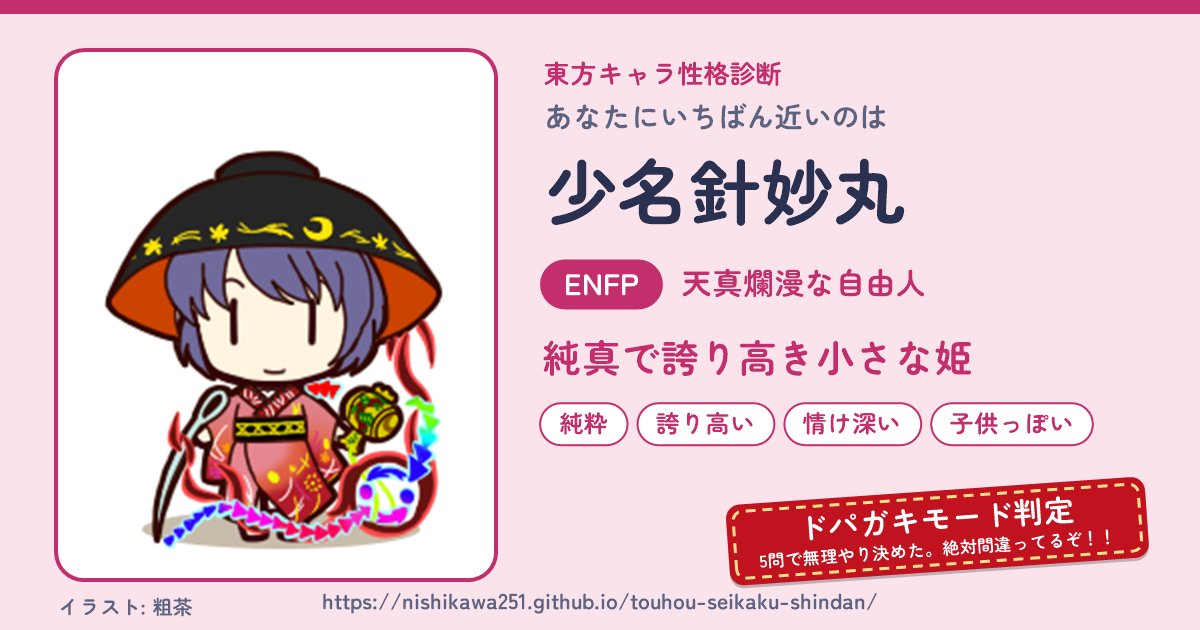 東方キャラ性格診断
あなたにいちばん近いのは
少名針妙丸
ENFP 天真爛漫な自由人
純真で誇り高き小さな姫
純粋 誇り高い 情け深い 子供っぽい
ドパガキモード判定
5問で無理やり決めた。絶対間違ってるぞ！！
イラスト: 粗茶
https://nishikawa251.github.io/touhou-seikaku-shindan/